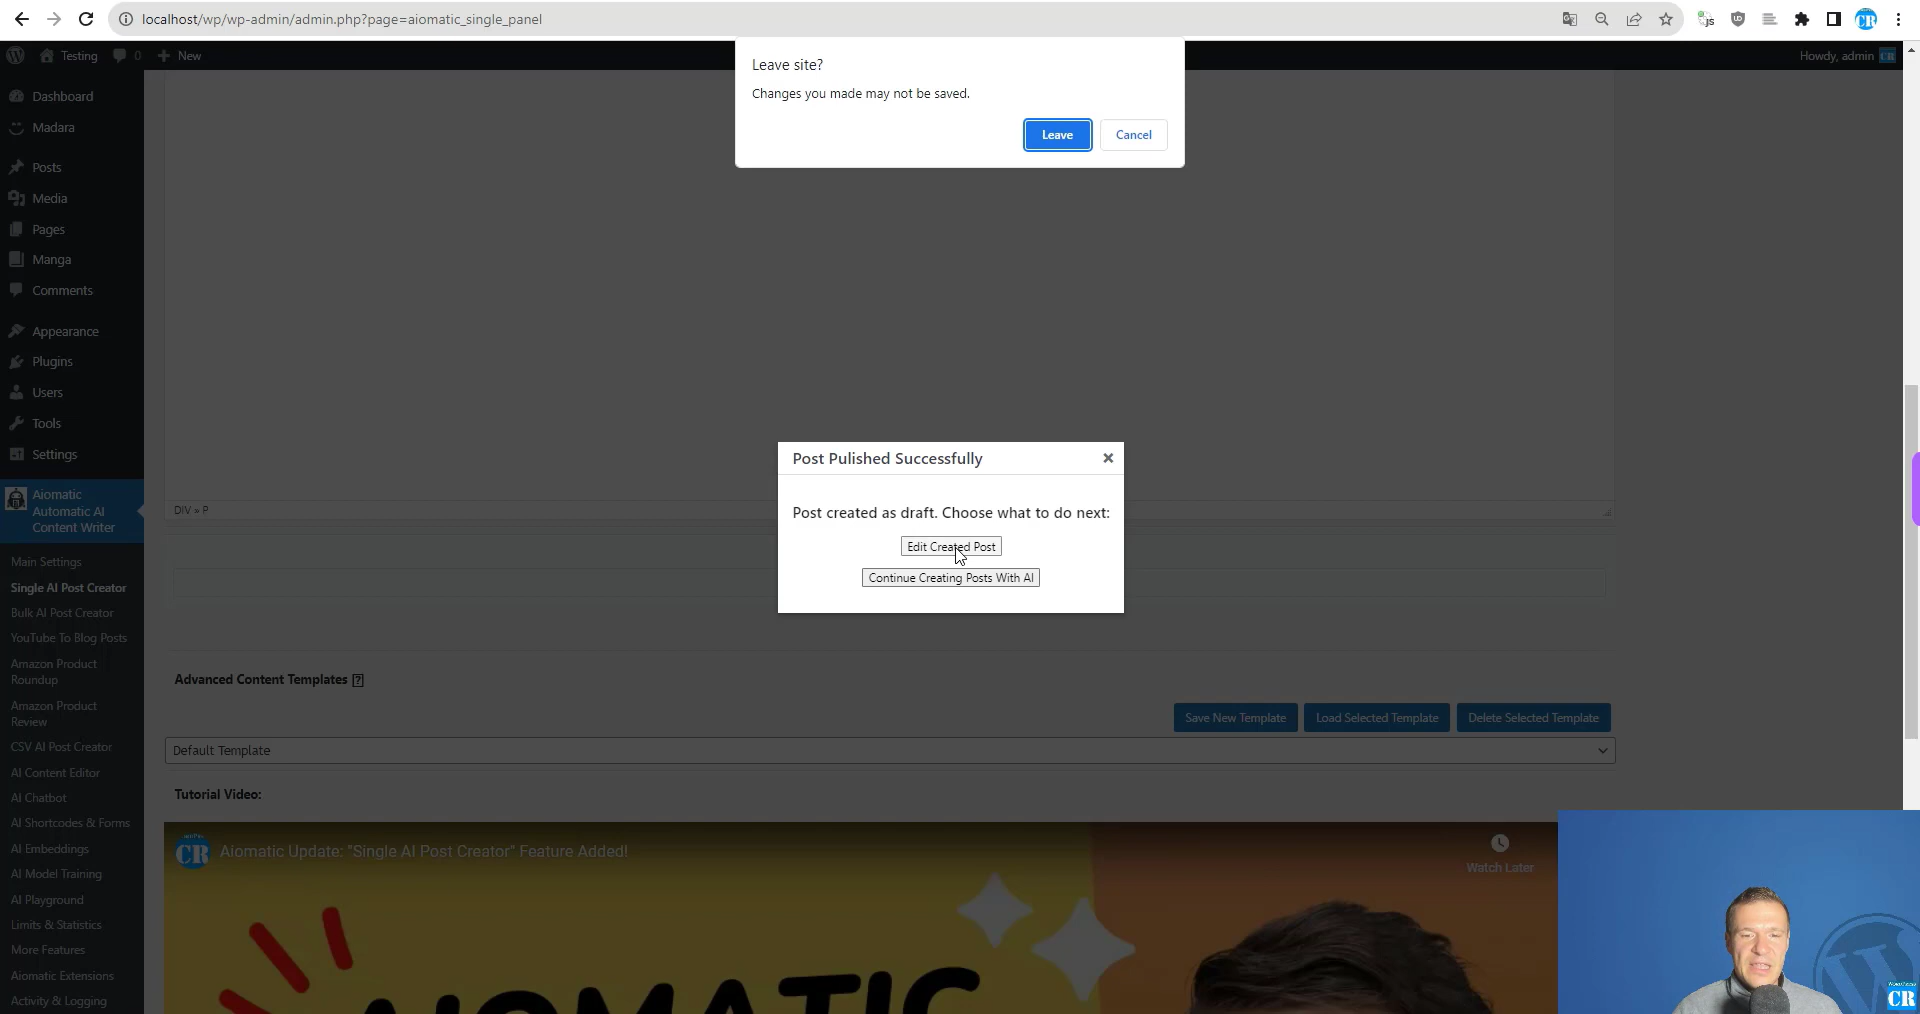 localhost/wp/wp-admin/admin.php?page=aiomatic_single_panel
Testing
0
New
Howdy, admin
CR
Leave site?
Changes you made may not be saved.
Leave
Cancel
Dashboard
Madara
Posts
Media
Pages
Manga
Comments
Appearance
Plugins
Users
Tools
Settings
Aiomatic
Automatic AI
Content Writer
Main Settings
Single AI Post Creator
Bulk AI Post Creator
YouTube To Blog Posts
Amazon Product
Roundup
Amazon Product
Review
CSV AI Post Creator
AI Content Editor
AI Chatbot
AI Shortcodes & Forms
AI Embeddings
AI Model Training
AI Playground
Limits & Statistics
More Features
Aiomatic Extensions
Activity & Logging
DIV » P
Post Pulished Successfully
Post created as draft. Choose what to do next:
Edit Created Post
Continue Creating Posts With AI
Advanced Content Templates [?]
Save New Template
Load Selected Template
Delete Selected Template
Default Template
Tutorial Video:
CR
Aiomatic Update: "Single AI Post Creator" Feature Added!
Watch Later
AIOMATIC
CR